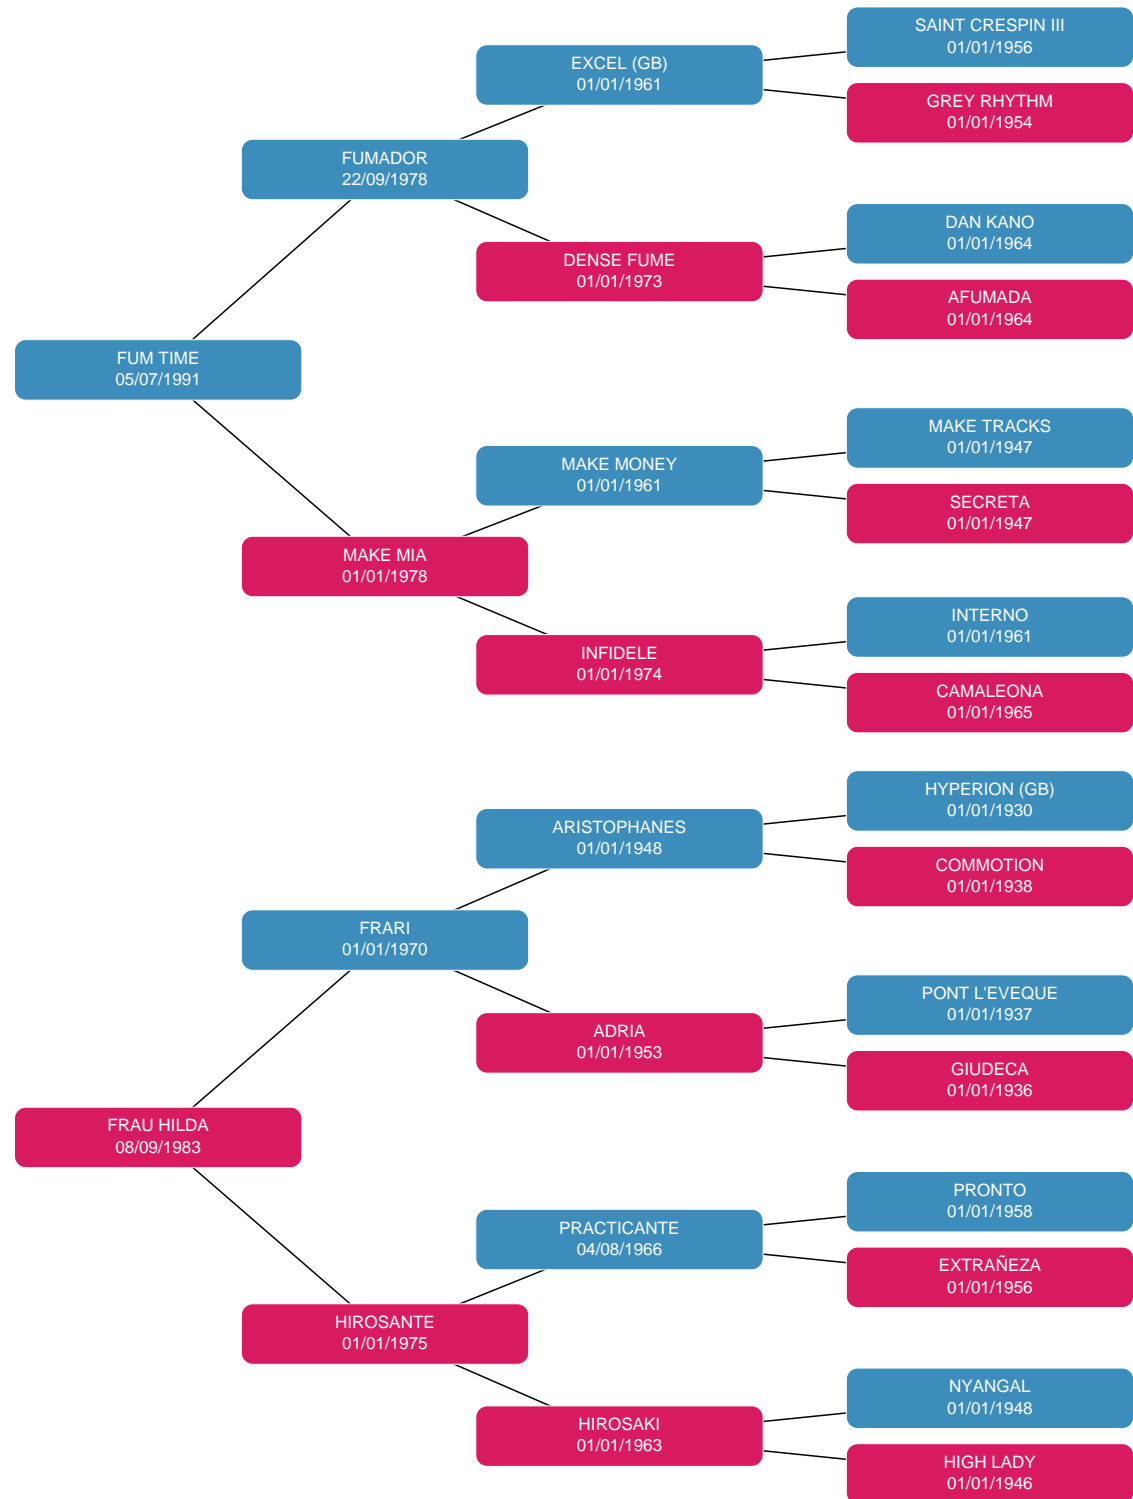 SAINT CRESPIN III
01/01/1956
EXCEL (GB)
01/01/1961
GREY RHYTHM
01/01/1954
FUMADOR
22/09/1978
DAN KANO
01/01/1964
DENSE FUME
01/01/1973
AFUMADA
01/01/1964
FUM TIME
05/07/1991
MAKE TRACKS
01/01/1947
MAKE MONEY
01/01/1961
SECRETA
01/01/1947
MAKE MIA
01/01/1978
INTERNO
01/01/1961
INFIDELE
01/01/1974
CAMALEONA
01/01/1965
HYPERION (GB)
01/01/1930
ARISTOPHANES
01/01/1948
COMMOTION
01/01/1938
FRARI
01/01/1970
PONT L'EVEQUE
01/01/1937
ADRIA
01/01/1953
GIUDECA
01/01/1936
FRAU HILDA
08/09/1983
PRONTO
01/01/1958
PRACTICANTE
04/08/1966
EXTRAÑEZA
01/01/1956
HIROSANTE
01/01/1975
NYANGAL
01/01/1948
HIROSAKI
01/01/1963
HIGH LADY
01/01/1946